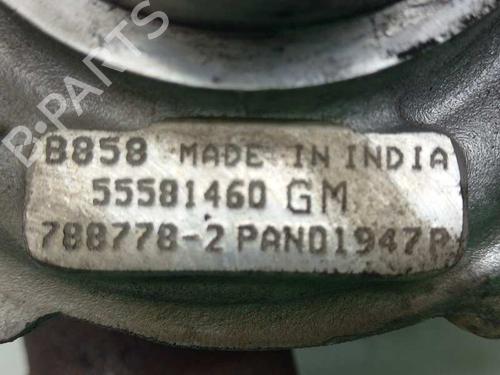 B-PARTS
B858 MADE IN INDIA
55581460 GM
788778-2 PAN01947P